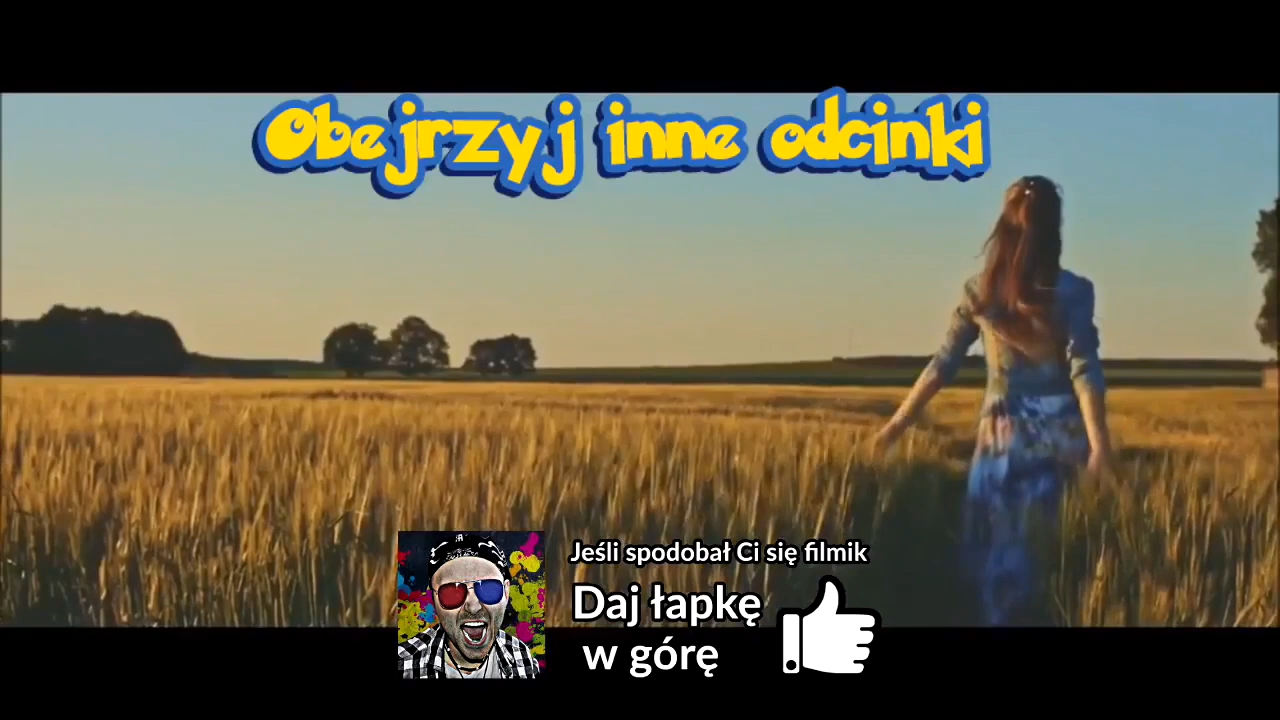 Obejrzyj inne odcinki
Jeśli spodobał Ci się filmik
Daj łapkę
w górę